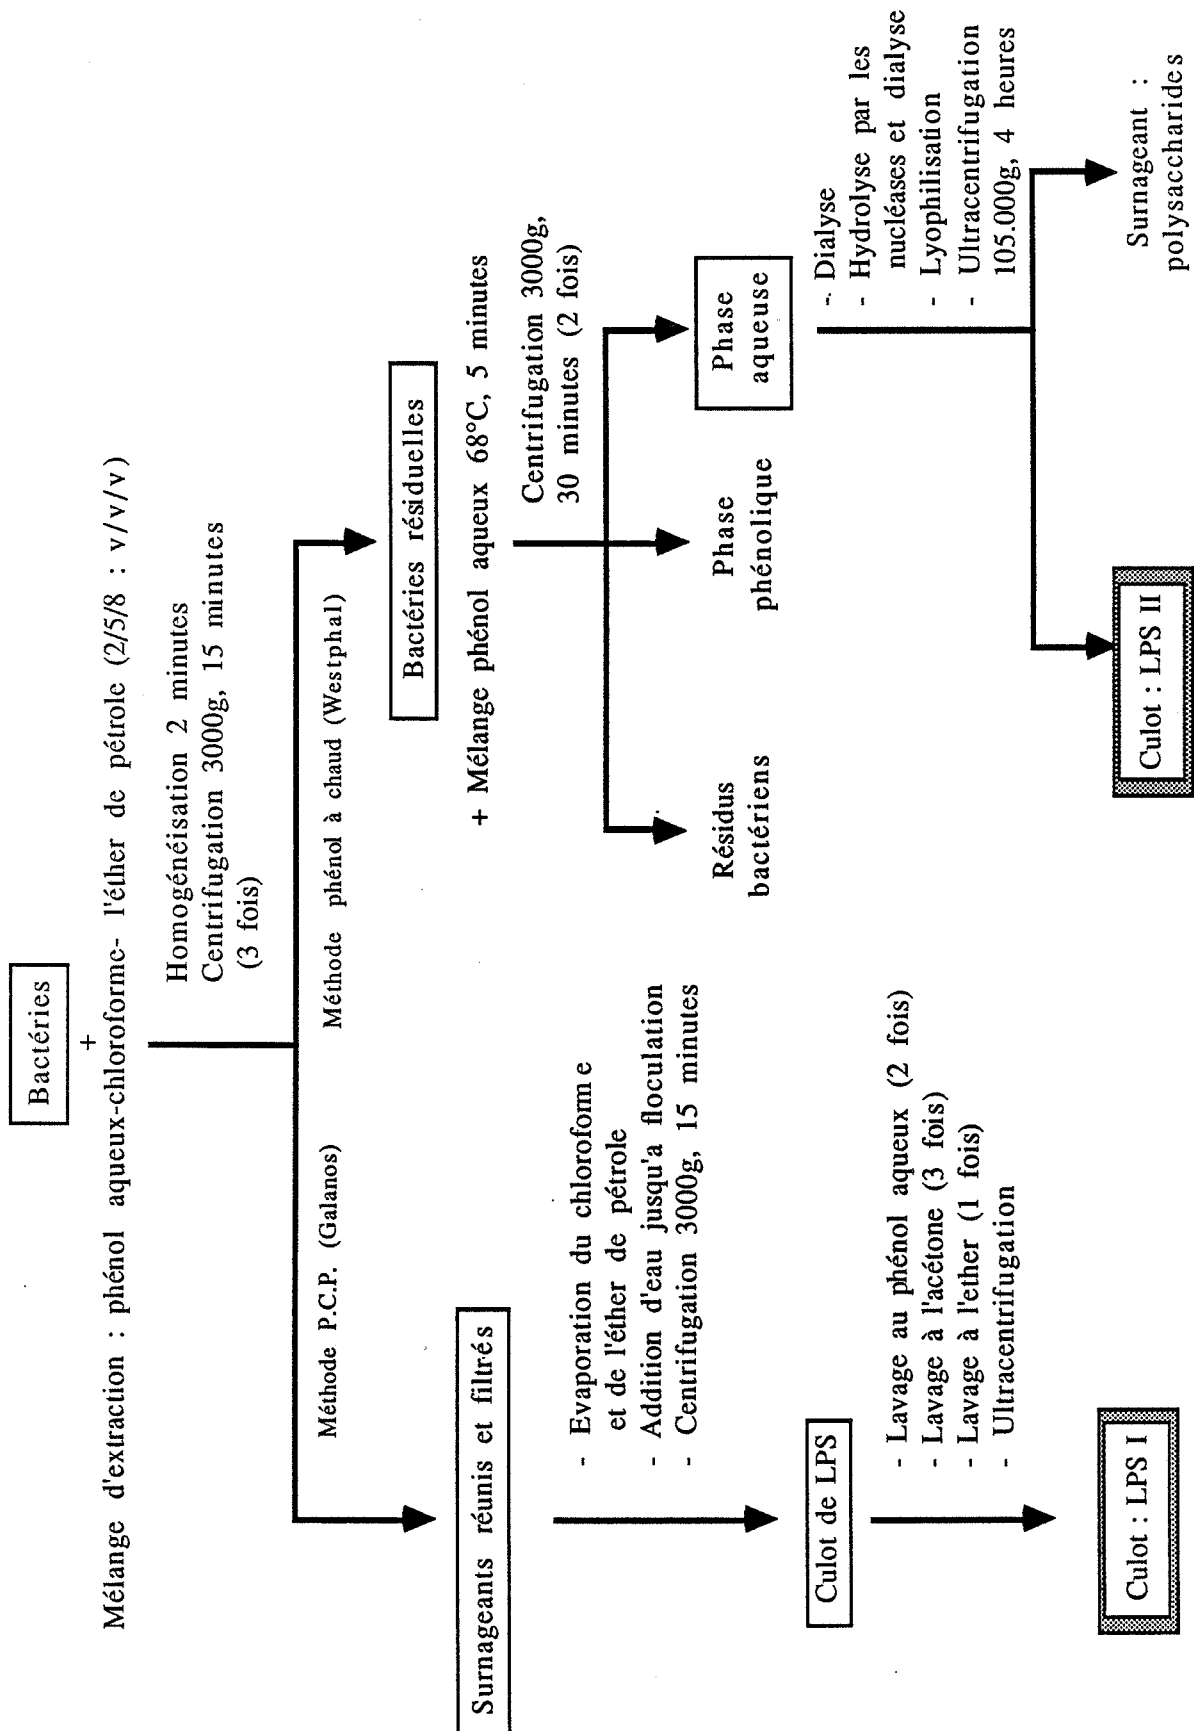 Bactéries
+
Mélange d'extraction : phénol aqueux-chloroforme- l'éther de pétrole (2/5/8 : v/v/v)
Homogénéisation 2 minutes
Centrifugation 3000g, 15 minutes
(3 fois)
Méthode P.C.P. (Galanos)
Méthode phénol à chaud (Westphal)
Surnageants réunis et filtrés
- Evaporation du chloroforme
et de l'éther de pétrole
- Addition d'eau jusqu'a floculation
- Centrifugation 3000g, 15 minutes
Culot de LPS
- Lavage au phénol aqueux (2 fois)
- Lavage à l'acétone (3 fois)
- Lavage à l'ether (1 fois)
- Ultracentrifugation
Culot : LPS I
Bactéries résiduelles
+ Mélange phénol aqueux 68°C, 5 minutes
Centrifugation 3000g,
30 minutes (2 fois)
Résidus
bactériens
Phase
phénolique
Phase
aqueuse
- Dialyse
- Hydrolyse par les
nucléases et dialyse
- Lyophilisation
- Ultracentrifugation
105.000g, 4 heures
Culot : LPS II
Surnageant :
polysaccharides